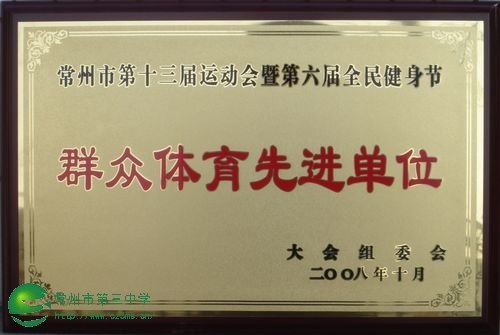 常州市第十三届运动会暨第六届全民健身节
群众体育先进单位
大会组委会
二〇〇八年十月
常州市第三中学